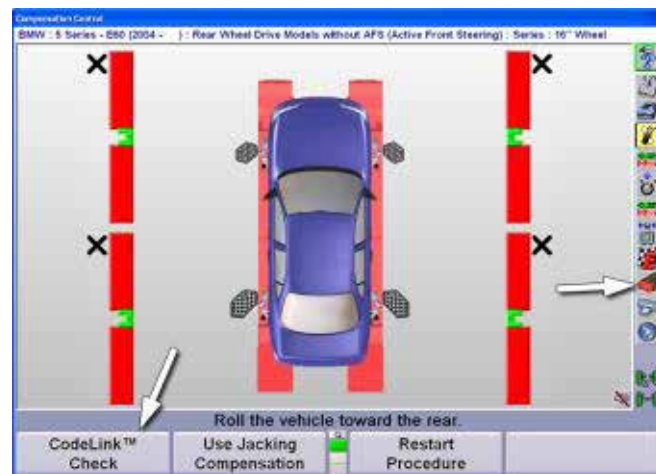 Compensation Control
BMW : 5 Series - E60 (2004 - ) : Rear Wheel Drive Models without AFS (Active Front Steering) : Series : 16" Wheel
Roll the vehicle toward the rear.
CodeLink™
Check
Use Jacking
Compensation
Restart
Procedure